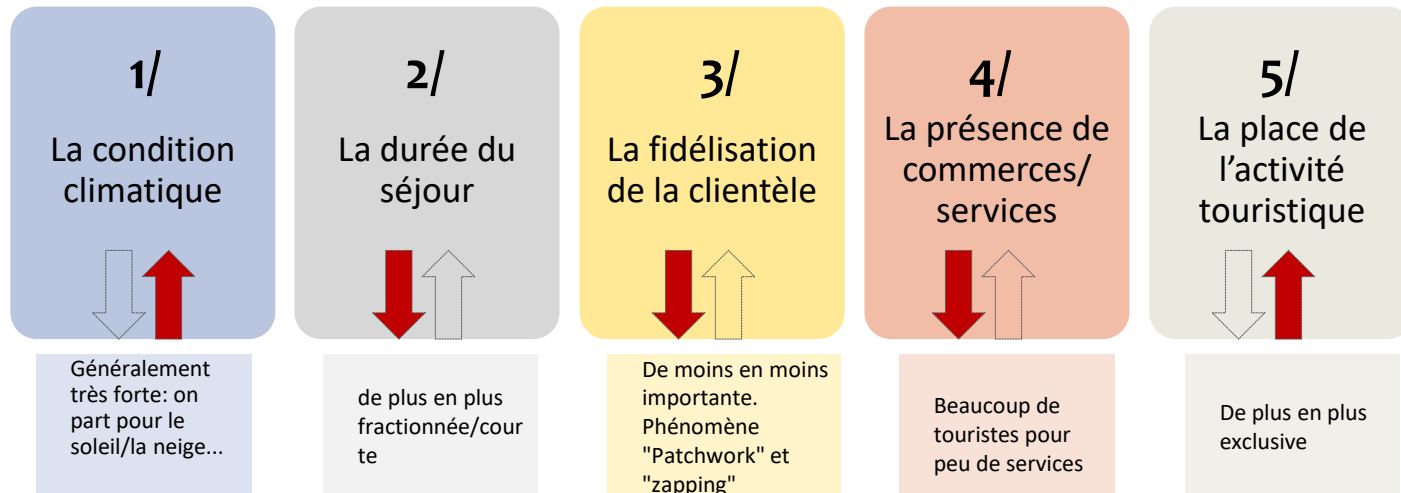 1/
La condition
climatique
Généralement
très forte: on
part pour le
soleil/la neige...
2/
La durée du
séjour
de plus en plus
fractionnée/cour
te
3/
La fidélisation
de la clientèle
De moins en moins
importante.
Phénomène
"Patchwork" et
"zapping"
4/
La présence de
commerces/
services
Beaucoup de
touristes pour
peu de services
5/
La place de
l'activité
touristique
De plus en plus
exclusive